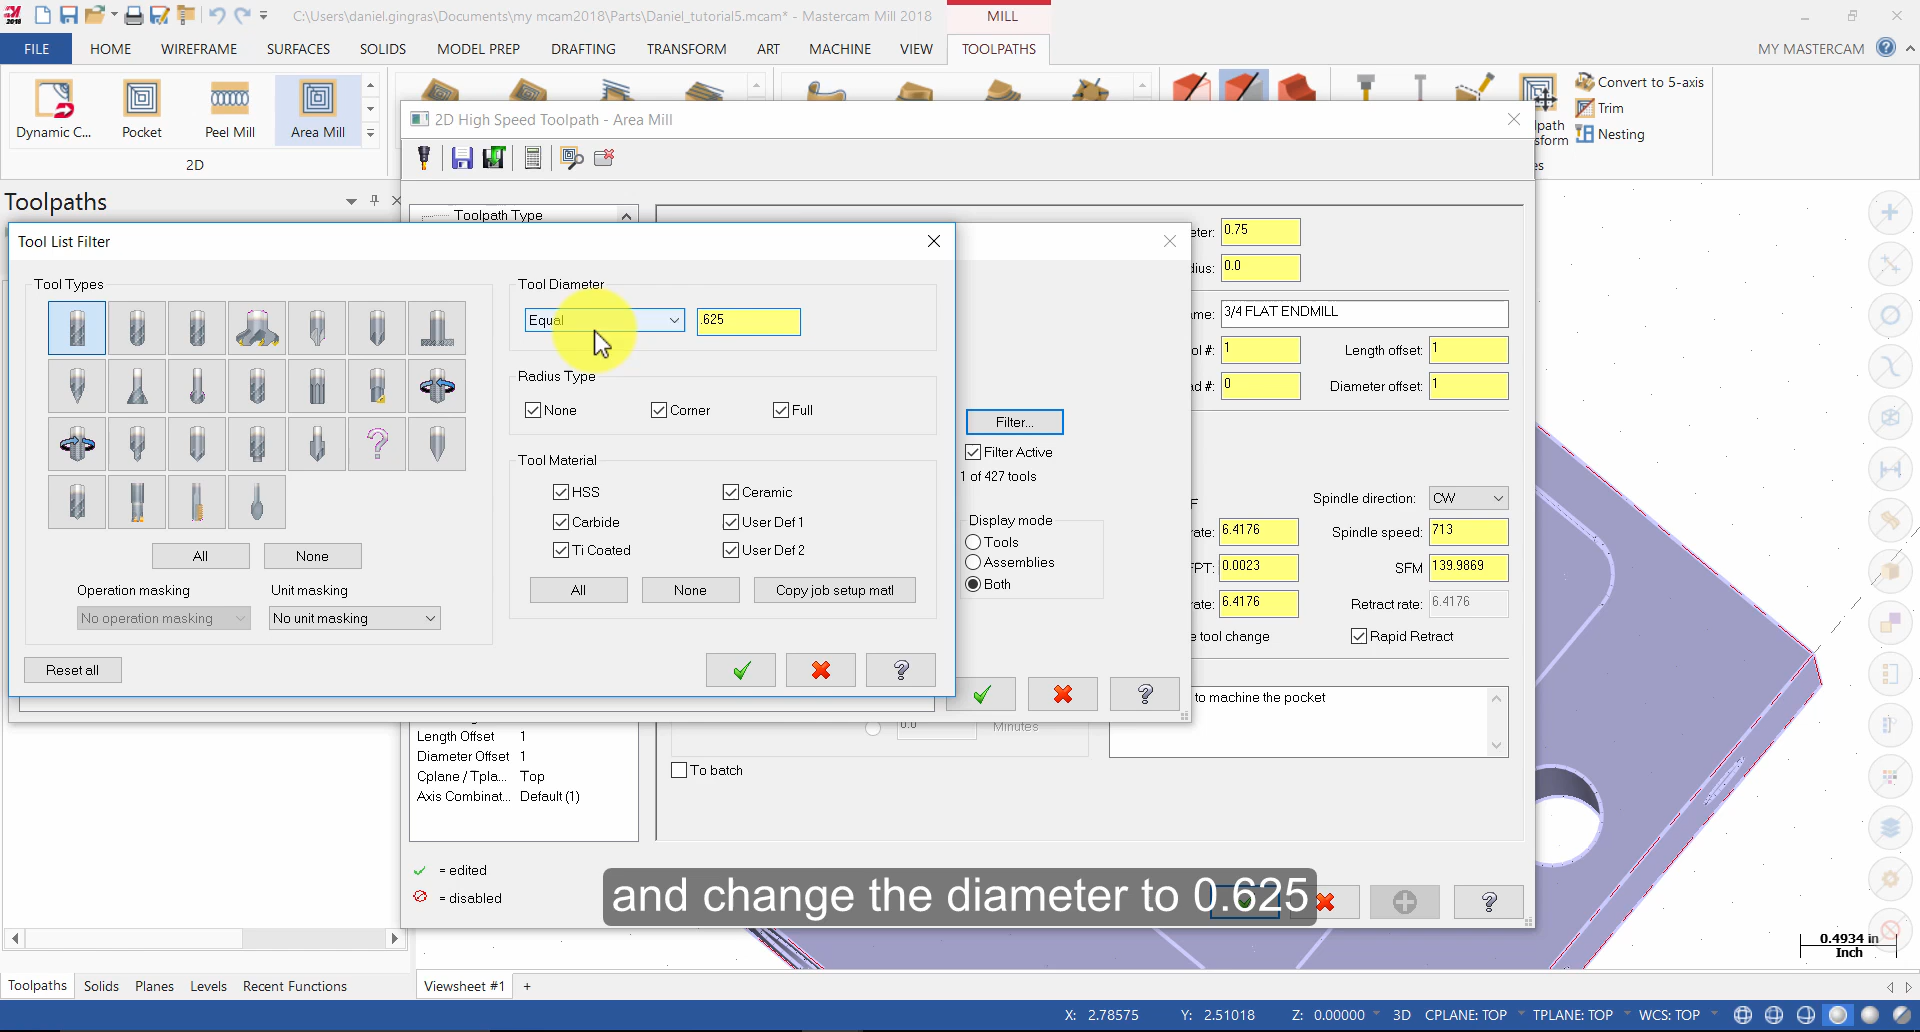 C:\Users\daniel.gingras\Documents\my mcam2018\Parts\Daniel_tutorial5.mcam* - Mastercam Mill 2018
MILL
FILE HOME WIREFRAME SURFACES SOLIDS MODEL PREP DRAFTING TRANSFORM ART MACHINE VIEW TOOLPATHS MY MASTERCAM
Dynamic C... Pocket Peel Mill Area Mill
2D
Convert to 5-axis
Trim
Nesting
2D High Speed Toolpath - Area Mill
Toolpaths
Toolpath Type
Tool List Filter
Tool Types
All None
Operation masking Unit masking
No operation masking No unit masking
Reset all
Tool Diameter
Equal .625
Radius Type
None Corner Full
Tool Material
HSS Ceramic
Carbide User Def 1
Ti Coated User Def 2
All None Copy job setup matl
Filter...
Filter Active
1 of 427 tools
Display mode
Tools
Assemblies
Both
eter: 0.75
dius: 0.0
me: 3/4 FLAT ENDMILL
ol #: 1 Length offset: 1
ad #: 0 Diameter offset: 1
Spindle direction: CW
ate: 6.4176 Spindle speed: 713
FPT: 0.0023 SFM 139.9869
ate: 6.4176 Retract rate: 6.4176
e tool change Rapid Retract
to machine the pocket
0.0 Minutes
To batch
Length Offset 1
Diameter Offset 1
Cplane / Tpla... Top
Axis Combinat... Default (1)
= edited
= disabled
and change the diameter to 0.625
0.4934 in
Inch
Toolpaths Solids Planes Levels Recent Functions
Viewsheet #1 +
X: 2.78575 Y: 2.51018 Z: 0.00000 3D CPLANE: TOP TPLANE: TOP WCS: TOP